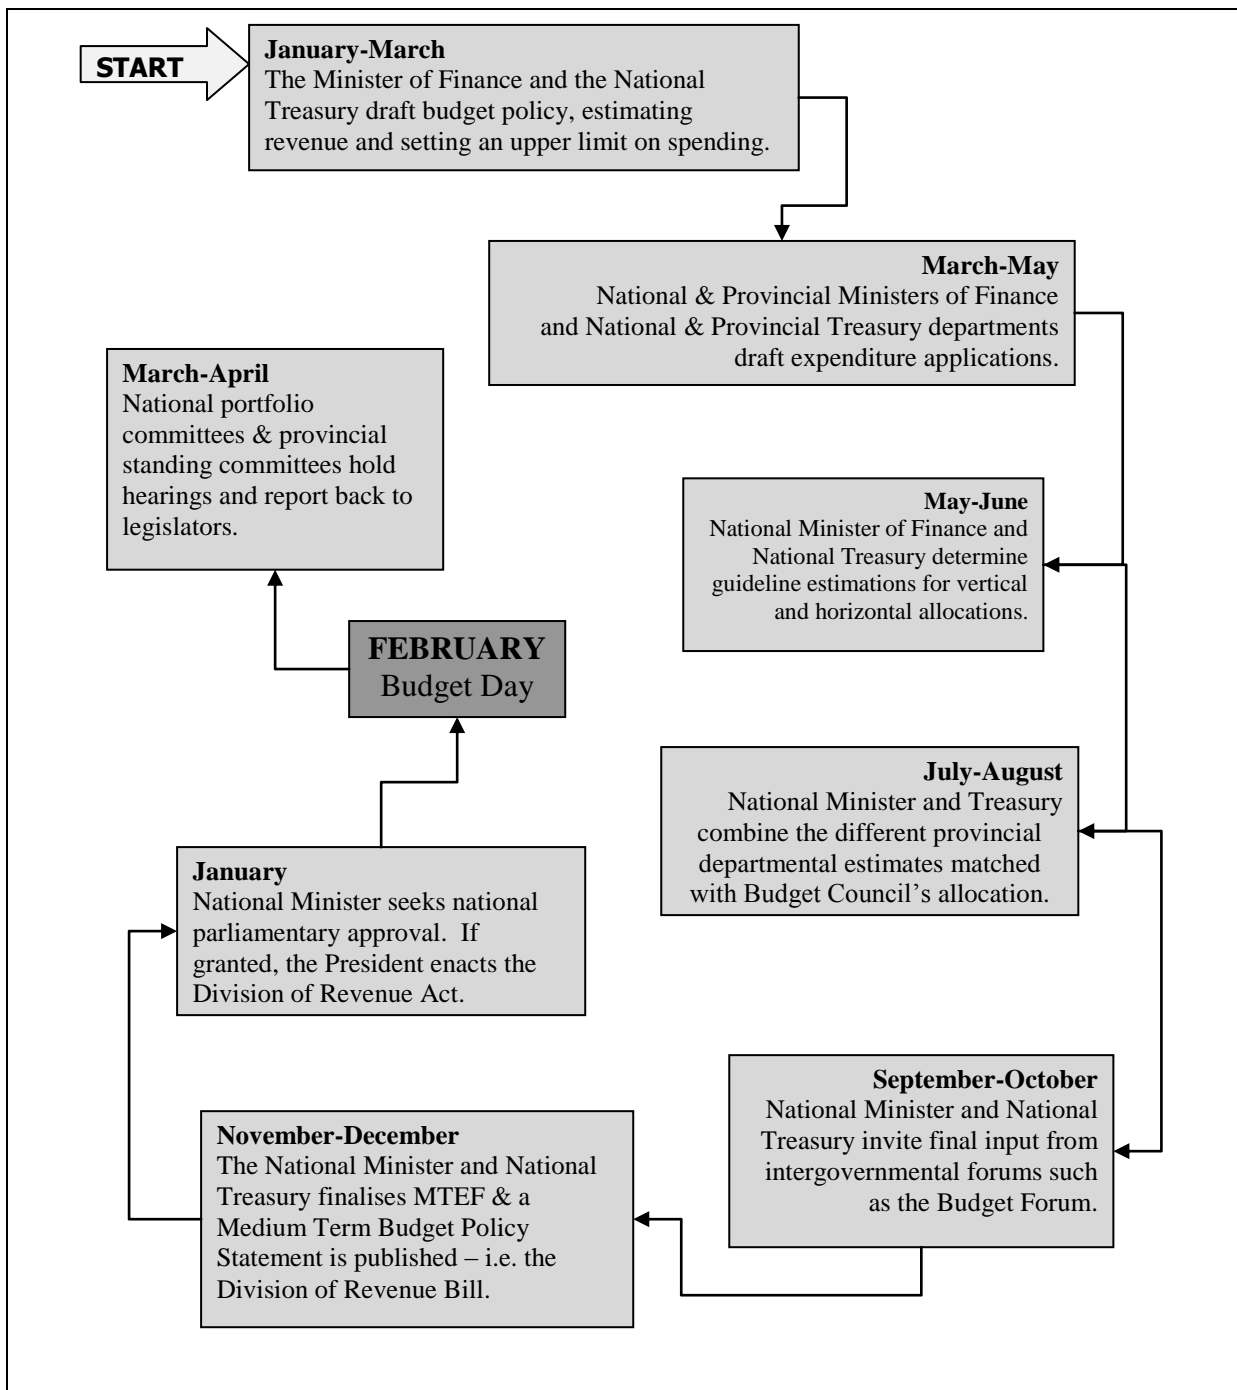 START
January-March
The Minister of Finance and the National
Treasury draft budget policy, estimating
revenue and setting an upper limit on spending.
March-May
National & Provincial Ministers of Finance
and National & Provincial Treasury departments
draft expenditure applications.
May-June
National Minister of Finance and
National Treasury determine
guideline estimations for vertical
and horizontal allocations.
July-August
National Minister and Treasury
combine the different provincial
departmental estimates matched
with Budget Council’s allocation.
September-October
National Minister and National
Treasury invite final input from
intergovernmental forums such
as the Budget Forum.
November-December
The National Minister and National
Treasury finalises MTEF & a
Medium Term Budget Policy
Statement is published – i.e. the
Division of Revenue Bill.
January
National Minister seeks national
parliamentary approval.  If
granted, the President enacts the
Division of Revenue Act.
FEBRUARY
Budget Day
March-April
National portfolio
committees & provincial
standing committees hold
hearings and report back to
legislators.